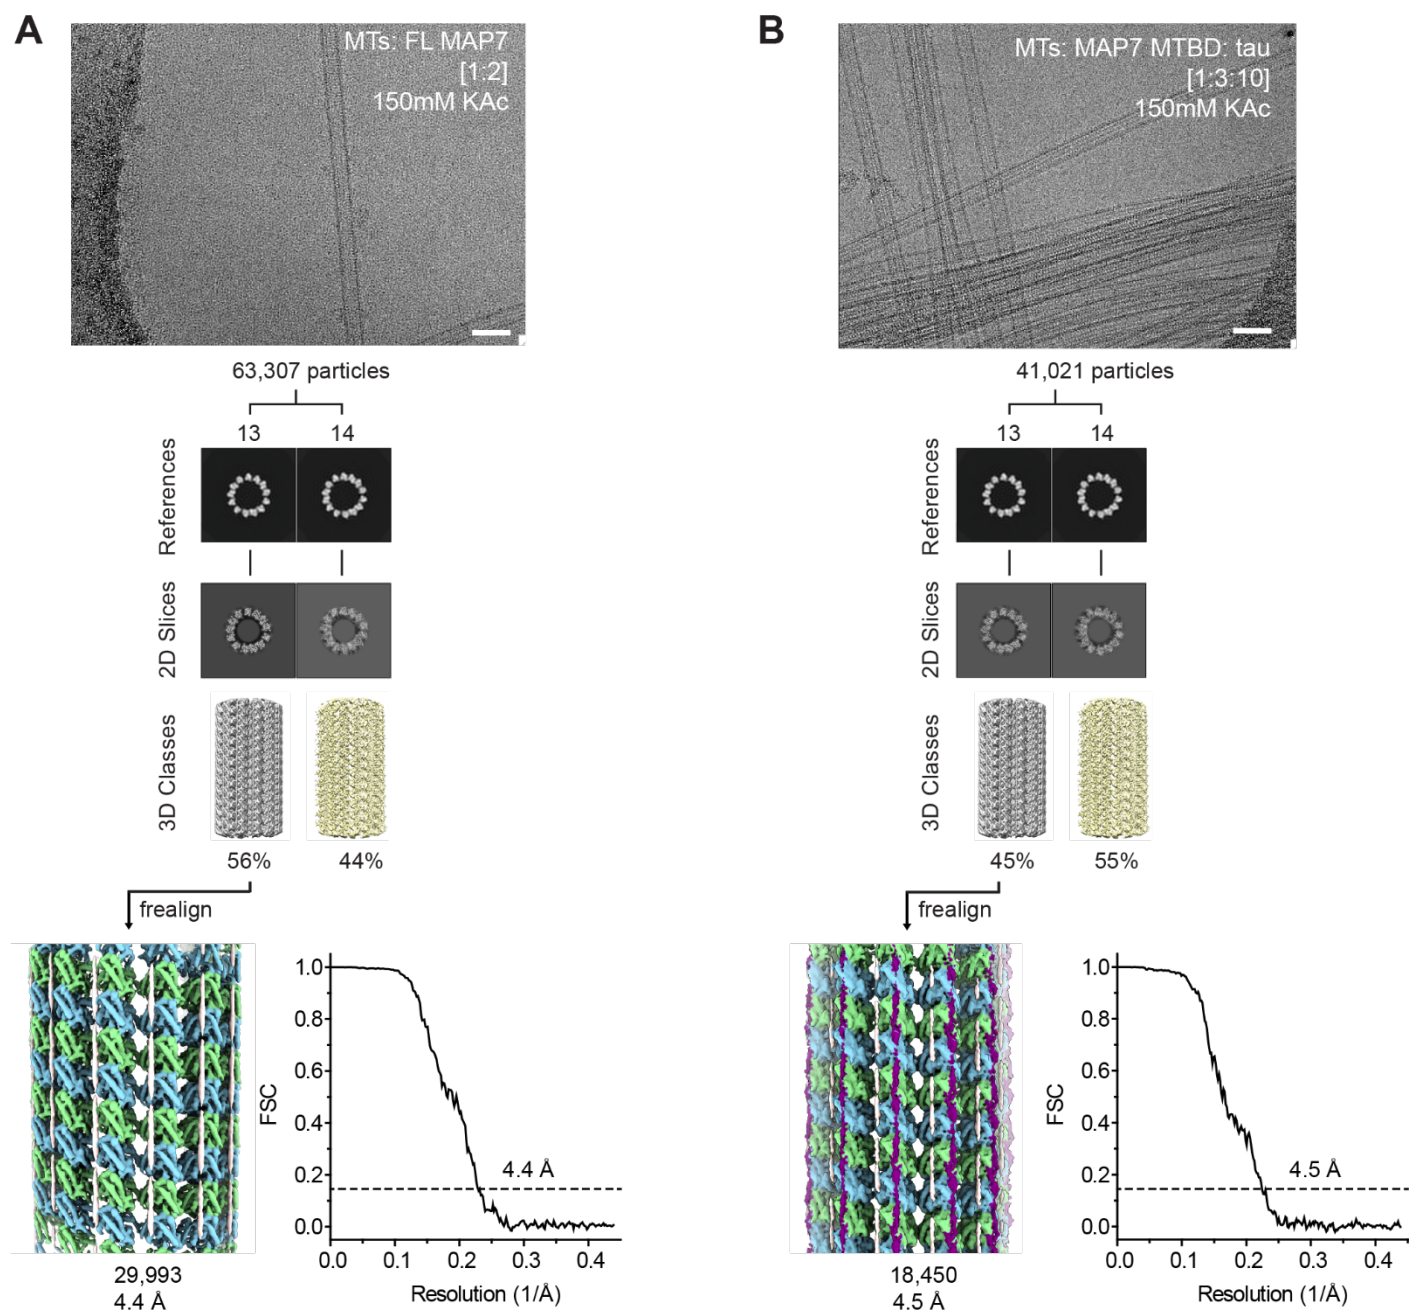 A
MTs: FL MAP7
[1:2]
150mM KAc
63,307 particles
13 14
References
2D Slices
3D Classes
56% 44%
frealign
29,993
4.4 Å
FSC
1.0
0.8
0.6
0.4
0.2
0.0
4.4 Å
0.0 0.1 0.2 0.3 0.4
Resolution (1/Å)
B
MTs: MAP7 MTBD: tau
[1:3:10]
150mM KAc
41,021 particles
13 14
References
2D Slices
3D Classes
45% 55%
frealign
18,450
4.5 Å
FSC
1.0
0.8
0.6
0.4
0.2
0.0
4.5 Å
0.0 0.1 0.2 0.3 0.4
Resolution (1/Å)